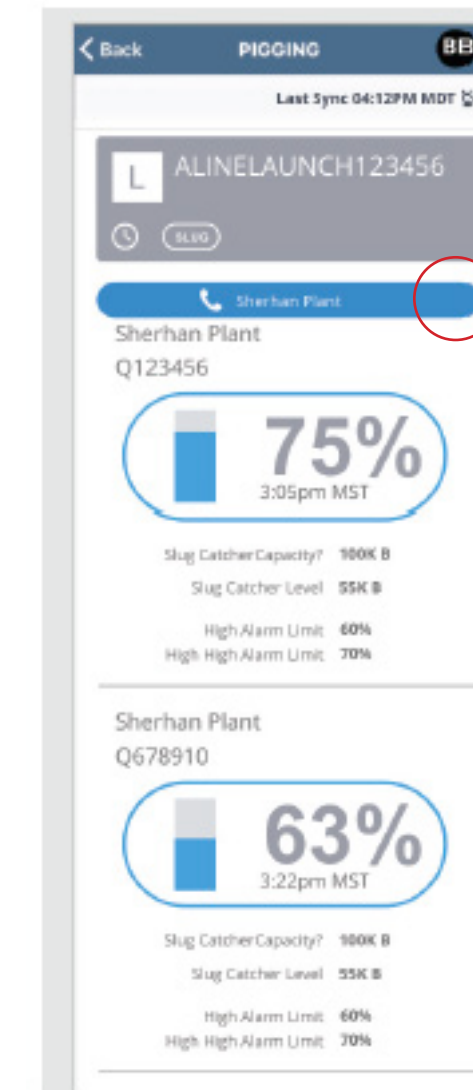 Back PIGGING BB
Last Sync 04:12PM MDT
L ALINELAUNCH123456
SLUG
Sherhan Plant
Sherhan Plant
Q123456
75%
3:05pm MST
Slug Catcher Capacity? 100K B
Slug Catcher Level 55K B
High Alarm Limit 60%
High High Alarm Limit 70%
Sherhan Plant
Q678910
63%
3:22pm MST
Slug Catcher Capacity? 100K B
Slug Catcher Level 55K B
High Alarm Limit 60%
High High Alarm Limit 70%